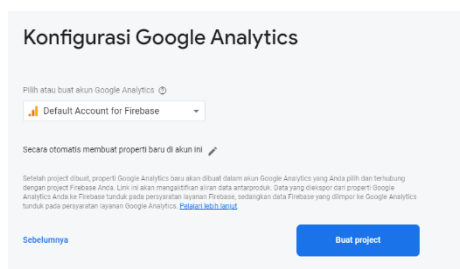 Konfigurasi Google Analytics
Pilih atau buat akun Google Analytics
Default Account for Firebase
Secara otomatis membuat properti baru di akun ini
Setelah project dibuat, properti Google Analytics baru akan dibuat dalam akun Google Analytics yang Anda pilih dan terhubung
dengan project Firebase Anda. Link ini akan mengaktifkan aliran data antarproduk. Data yang diekspor dari properti Google
Analytics Anda ke Firebase tunduk pada persyaratan layanan Firebase, sedangkan data Firebase yang diimpor ke Google Analytics
tunduk pada persyaratan layanan Google Analytics. Pelajari lebih lanjut.
Sebelumnya
Buat project